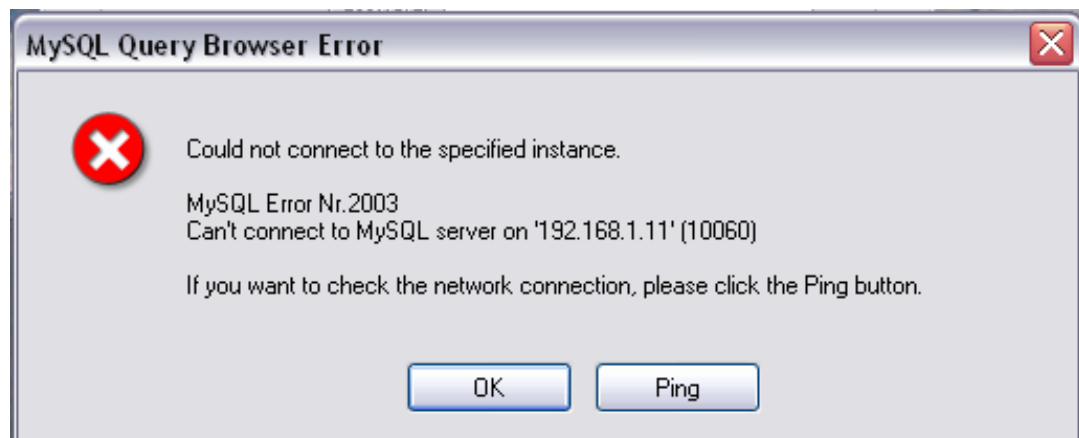 MySQL Query Browser Error
Could not connect to the specified instance.
MySQL Error Nr.2003
Can't connect to MySQL server on '192.168.1.11' (10060)
If you want to check the network connection, please click the Ping button.
OK
Ping